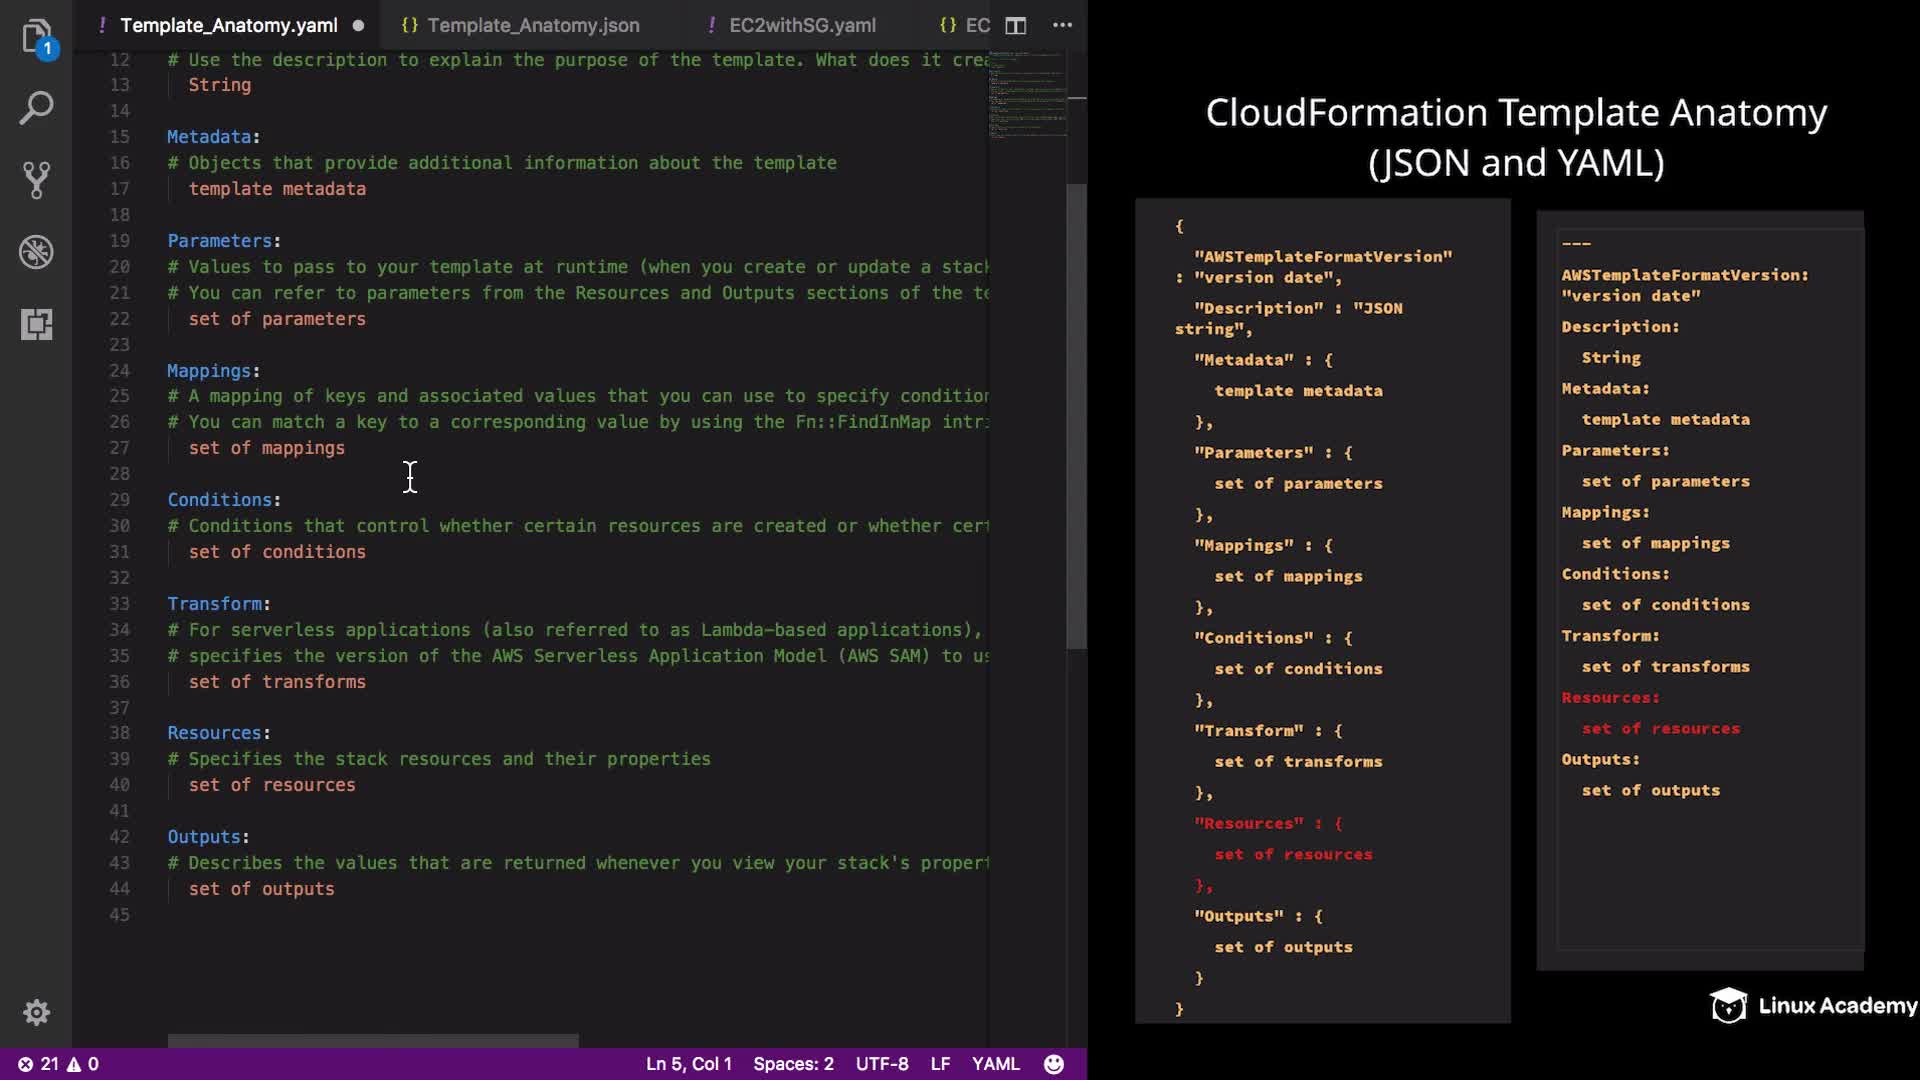 1
! Template_Anatomy.yaml ●
{} Template_Anatomy.json
! EC2withSG.yaml
{} EC
12 # Use the description to explain the purpose of the template. What does it crea
13 String
14
15 Metadata:
16 # Objects that provide additional information about the template
17 template metadata
18
19 Parameters:
20 # Values to pass to your template at runtime (when you create or update a stack
21 # You can refer to parameters from the Resources and Outputs sections of the te
22 set of parameters
23
24 Mappings:
25 # A mapping of keys and associated values that you can use to specify condition
26 # You can match a key to a corresponding value by using the Fn::FindInMap intri
27 set of mappings
28
29 Conditions:
30 # Conditions that control whether certain resources are created or whether cert
31 set of conditions
32
33 Transform:
34 # For serverless applications (also referred to as Lambda-based applications),
35 # specifies the version of the AWS Serverless Application Model (AWS SAM) to us
36 set of transforms
37
38 Resources:
39 # Specifies the stack resources and their properties
40 set of resources
41
42 Outputs:
43 # Describes the values that are returned whenever you view your stack's propert
44 set of outputs
45
21 0
Ln 5, Col 1 Spaces: 2 UTF-8 LF YAML
CloudFormation Template Anatomy
(JSON and YAML)
{
"AWSTemplateFormatVersion"
: "version date",
"Description" : "JSON
string",
"Metadata" : {
template metadata
},
"Parameters" : {
set of parameters
},
"Mappings" : {
set of mappings
},
"Conditions" : {
set of conditions
},
"Transform" : {
set of transforms
},
"Resources" : {
set of resources
},
"Outputs" : {
set of outputs
}
}
---
AWSTemplateFormatVersion:
"version date"
Description:
String
Metadata:
template metadata
Parameters:
set of parameters
Mappings:
set of mappings
Conditions:
set of conditions
Transform:
set of transforms
Resources:
set of resources
Outputs:
set of outputs
Linux Academy